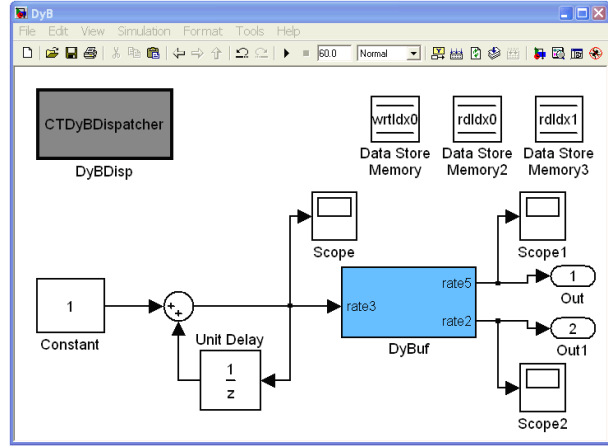 DyB
File Edit View Simulation Format Tools Help
60.0 Normal
CTDyBDispatcher
DyBDisp
wrtIdx0 rdIdx0 rdIdx1
Data Store Data Store Data Store
Memory Memory2 Memory3
Scope
Scope1
1
Constant
+
+
Unit Delay
1
z
rate3
rate5
rate2
DyBuf
1
Out
2
Out1
Scope2